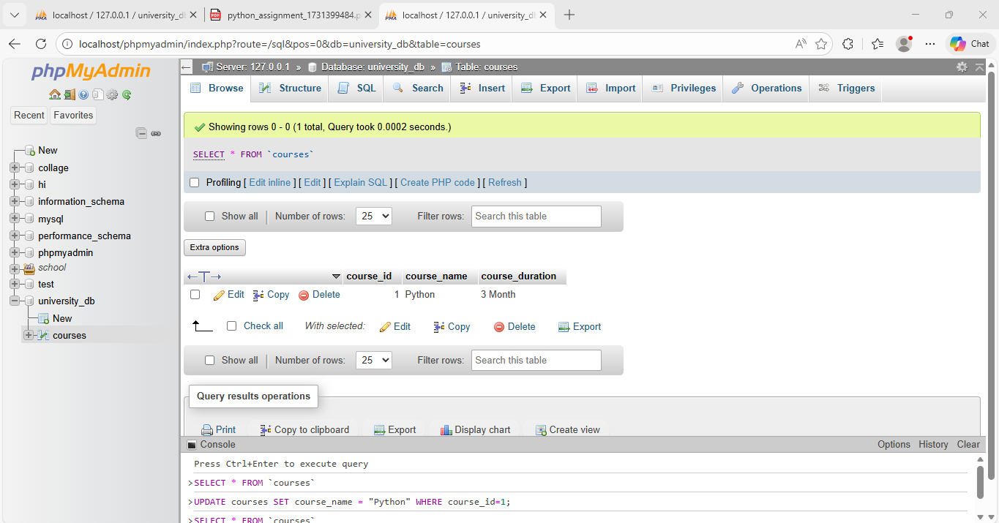 localhost / 127.0.0.1 / university_d
python_assignment_1731399484.p
localhost / 127.0.0.1 / university_d
localhost/phpmyadmin/index.php?route=/sql&pos=0&db=university_db&table=courses
Chat
phpMyAdmin
Recent Favorites
New
collage
hi
information_schema
mysql
performance_schema
phpmyadmin
school
test
university_db
New
courses
Server: 127.0.0.1 » Database: university_db » Table: courses
Browse Structure SQL Search Insert Export Import Privileges Operations Triggers
Showing rows 0 - 0 (1 total, Query took 0.0002 seconds.)
SELECT * FROM `courses`
Profiling [ Edit inline ] [ Edit ] [ Explain SQL ] [ Create PHP code ] [ Refresh ]
Show all Number of rows: 25 Filter rows: Search this table
Extra options
course_id course_name course_duration
Edit Copy Delete 1 Python 3 Month
Check all With selected: Edit Copy Delete Export
Show all Number of rows: 25 Filter rows: Search this table
Query results operations
Print Copy to clipboard Export Display chart Create view
Console Options History Clear
Press Ctrl+Enter to execute query
>SELECT * FROM `courses`
>UPDATE courses SET course_name = "Python" WHERE course_id=1;
>SELECT * FROM `courses`